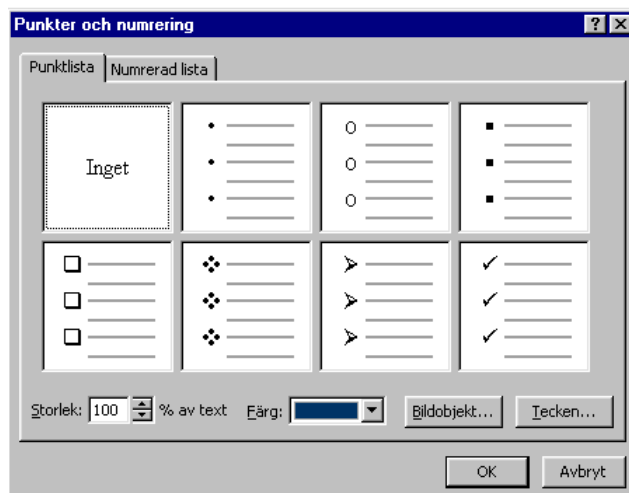 Punkter och numrering
Punktlista Numrerad lista
Inget
Storlek: 100 % av text Färg: Bildobjekt... Tecken...
OK Avbryt